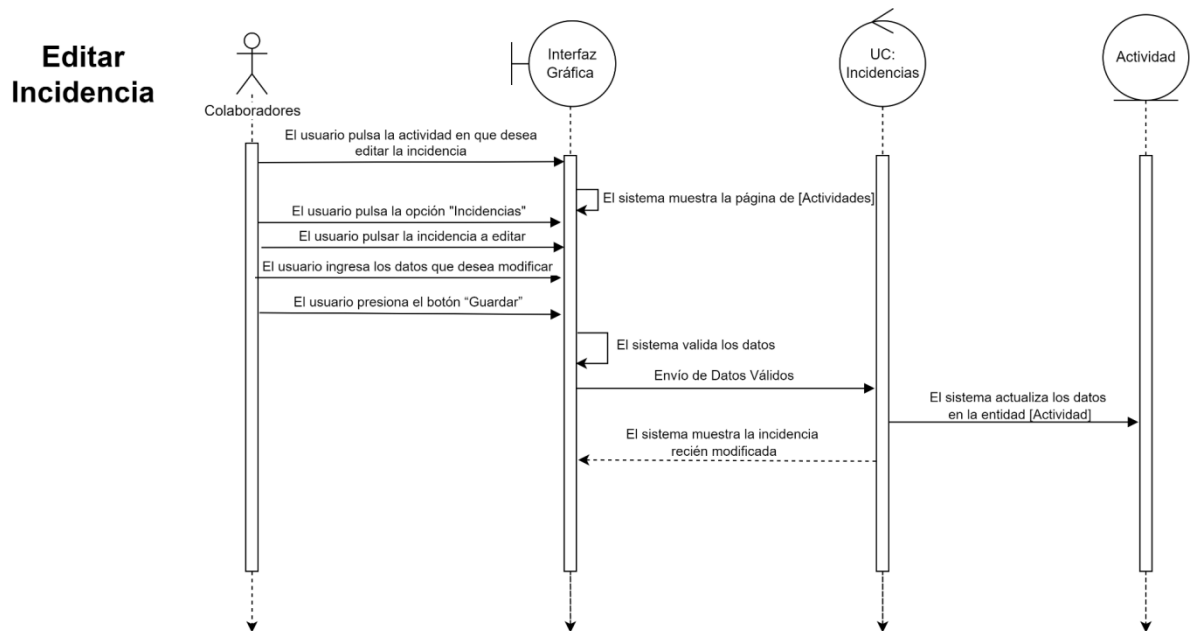 Editar
Incidencia
Colaboradores
Interfaz
Gráfica
UC:
Incidencias
Actividad
El usuario pulsa la actividad en que desea
editar la incidencia
El sistema muestra la página de [Actividades]
El usuario pulsa la opción "Incidencias"
El usuario pulsar la incidencia a editar
El usuario ingresa los datos que desea modificar
El usuario presiona el botón “Guardar”
El sistema valida los datos
Envío de Datos Válidos
El sistema actualiza los datos
en la entidad [Actividad]
El sistema muestra la incidencia
recién modificada